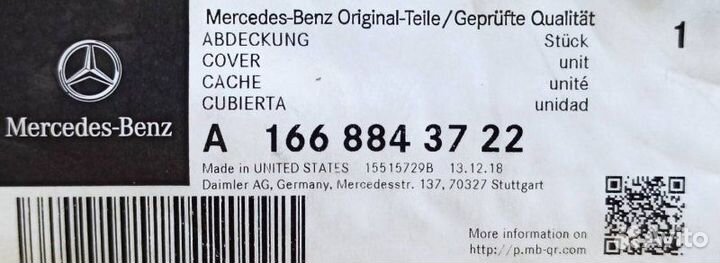 Mercedes-Benz Original-Teile/Geprüfte Qualität
ABDECKUNG Stück 1
COVER unit
CACHE unité
CUBIERTA unidad
Mercedes-Benz
A 166 884 37 22
Made in UNITED STATES 15515729B 13.12.18
Daimler AG, Germany, Mercedesstr. 137, 70327 Stuttgart
More information on
http://p.mb-qr.com/
Avito